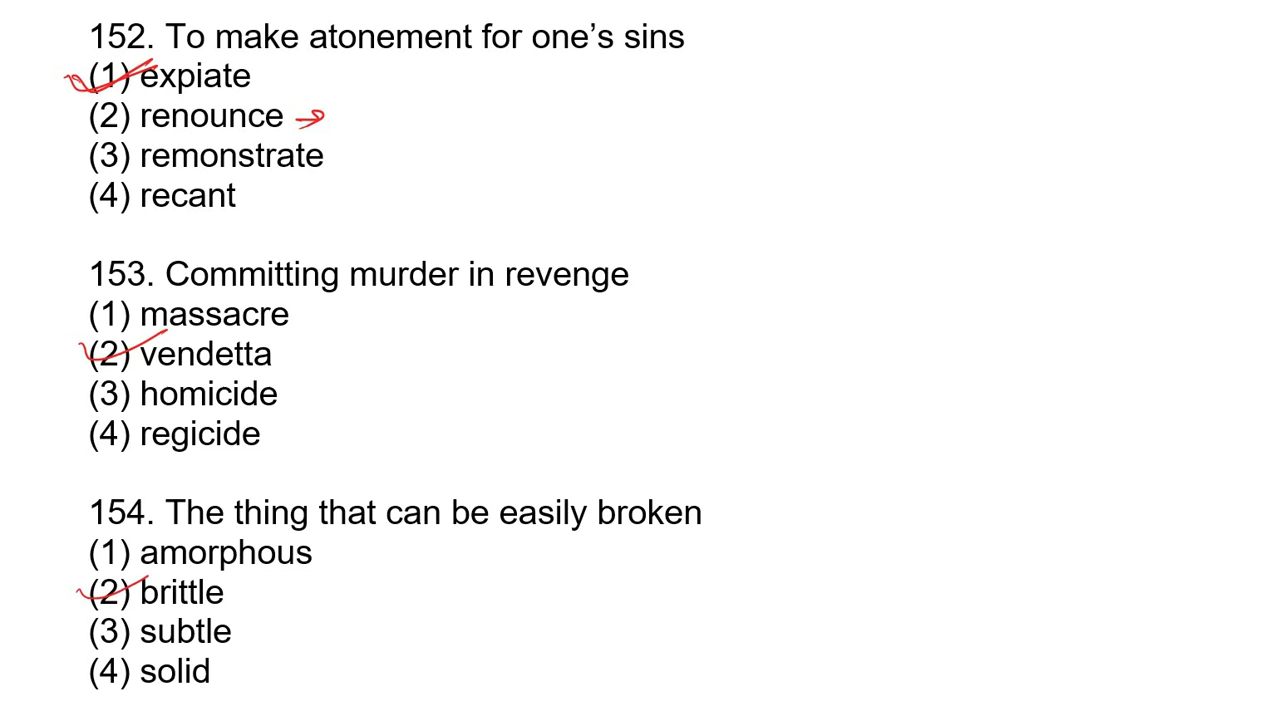 152. To make atonement for one’s sins
(1) expiate
(2) renounce
(3) remonstrate
(4) recant
153. Committing murder in revenge
(1) massacre
(2) vendetta
(3) homicide
(4) regicide
154. The thing that can be easily broken
(1) amorphous
(2) brittle
(3) subtle
(4) solid